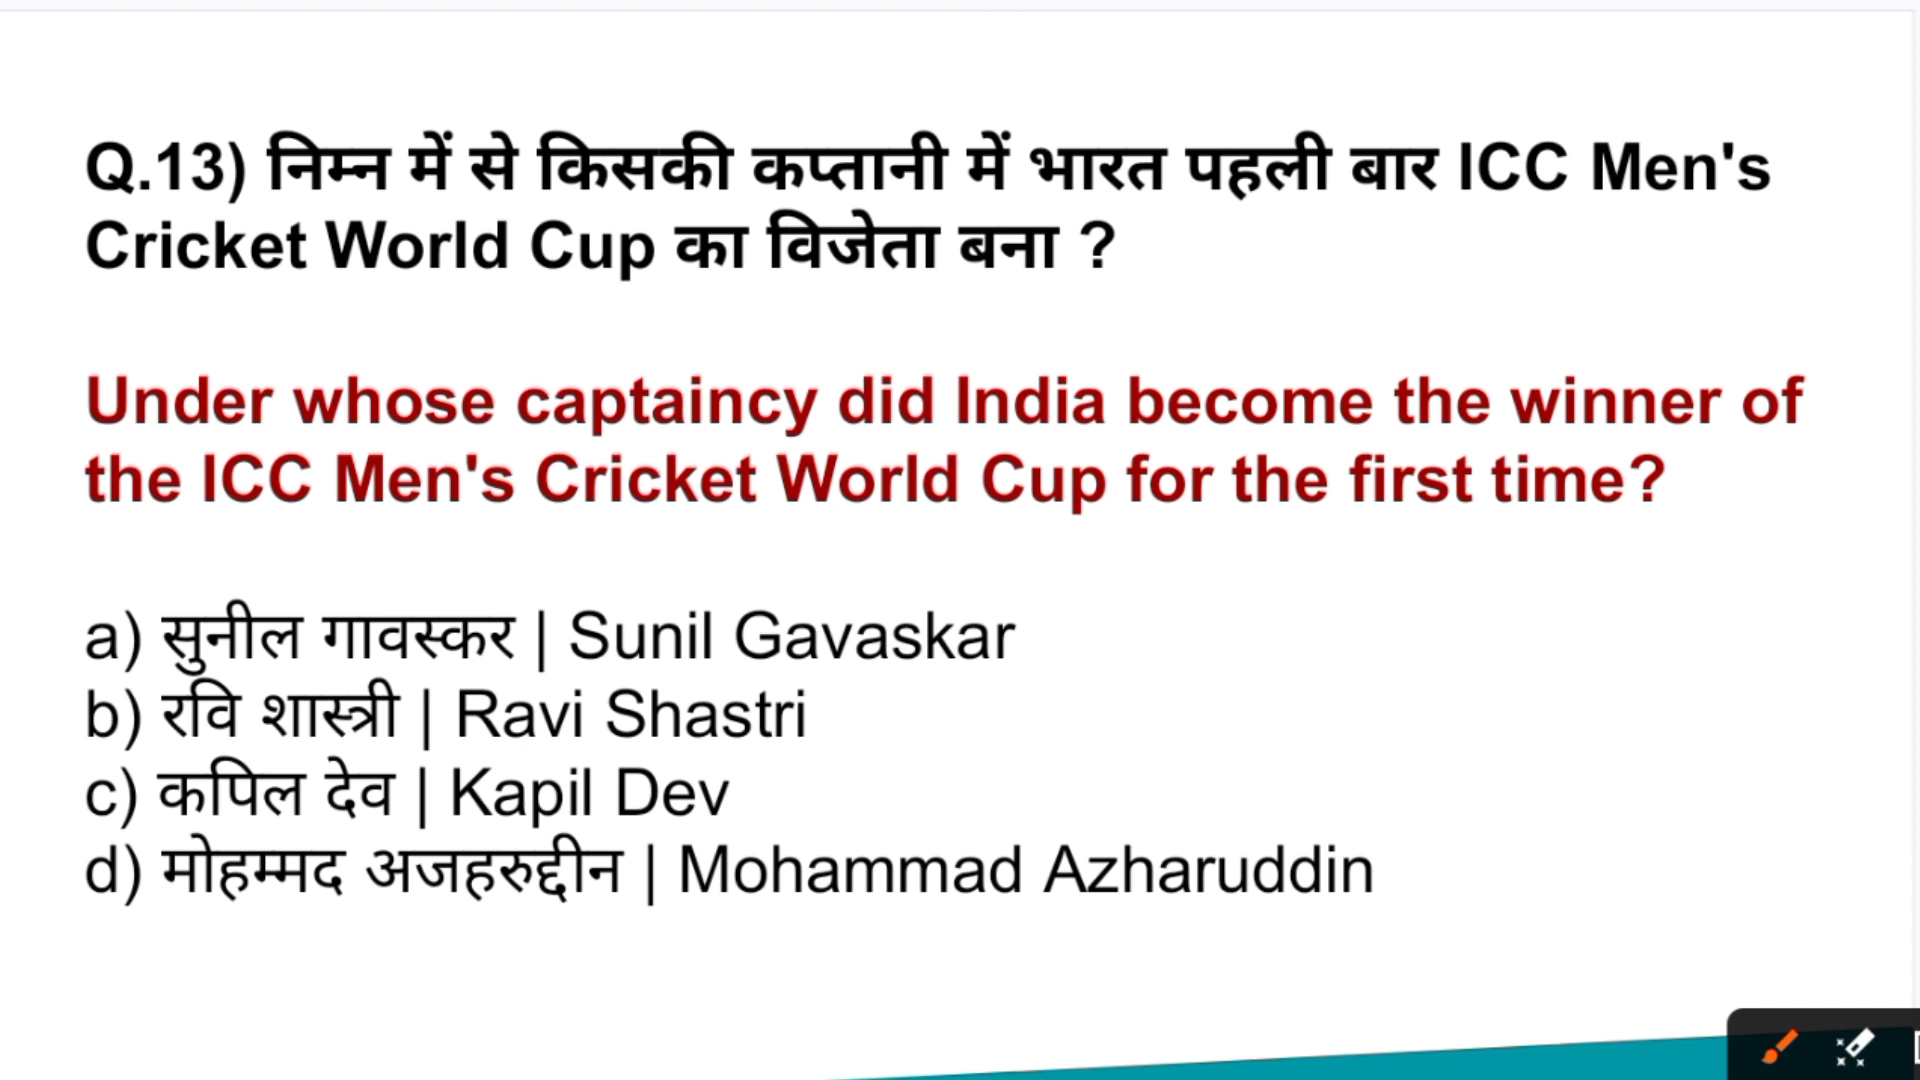 Q.13) निम्न में से किसकी कप्तानी में भारत पहली बार ICC Men's
Cricket World Cup का विजेता बना ?
Under whose captaincy did India become the winner of
the ICC Men's Cricket World Cup for the first time?
a) सुनील गावस्कर | Sunil Gavaskar
b) रवि शास्त्री | Ravi Shastri
c) कपिल देव | Kapil Dev
d) मोहम्मद अजहरुद्दीन | Mohammad Azharuddin